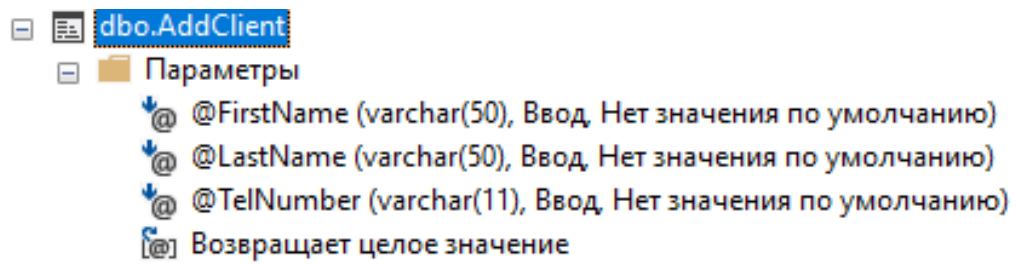 dbo.AddClient
Параметры
@FirstName (varchar(50), Ввод, Нет значения по умолчанию)
@LastName (varchar(50), Ввод, Нет значения по умолчанию)
@TelNumber (varchar(11), Ввод, Нет значения по умолчанию)
Возвращает целое значение